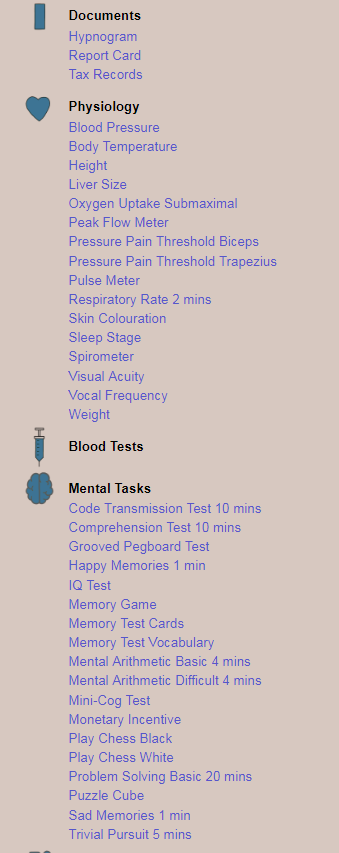 Documents
Hypnogram
Report Card
Tax Records
Physiology
Blood Pressure
Body Temperature
Height
Liver Size
Oxygen Uptake Submaximal
Peak Flow Meter
Pressure Pain Threshold Biceps
Pressure Pain Threshold Trapezius
Pulse Meter
Respiratory Rate 2 mins
Skin Colouration
Sleep Stage
Spirometer
Visual Acuity
Vocal Frequency
Weight
Blood Tests
Mental Tasks
Code Transmission Test 10 mins
Comprehension Test 10 mins
Grooved Pegboard Test
Happy Memories 1 min
IQ Test
Memory Game
Memory Test Cards
Memory Test Vocabulary
Mental Arithmetic Basic 4 mins
Mental Arithmetic Difficult 4 mins
Mini-Cog Test
Monetary Incentive
Play Chess Black
Play Chess White
Problem Solving Basic 20 mins
Puzzle Cube
Sad Memories 1 min
Trivial Pursuit 5 mins